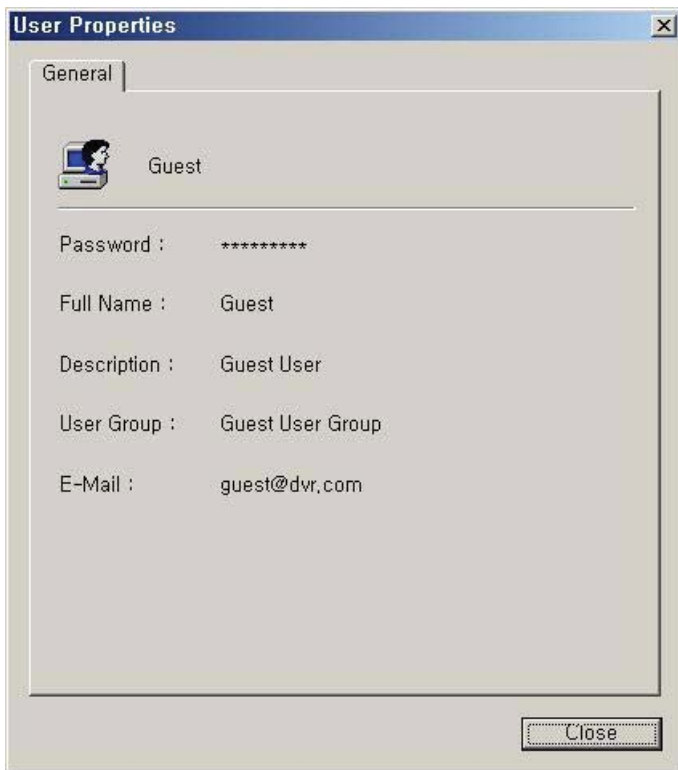 User Properties
General
Guest
Password : *********
Full Name : Guest
Description : Guest User
User Group : Guest User Group
E-Mail : guest@dvr.com
Close